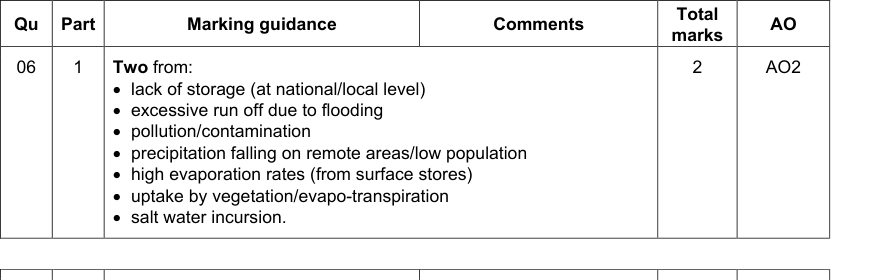 Qu Part Marking guidance Comments Total marks AO
06 1 Two from: 2 AO2
• lack of storage (at national/local level)
• excessive run off due to flooding
• pollution/contamination
• precipitation falling on remote areas/low population
• high evaporation rates (from surface stores)
• uptake by vegetation/evapo-transpiration
• salt water incursion.